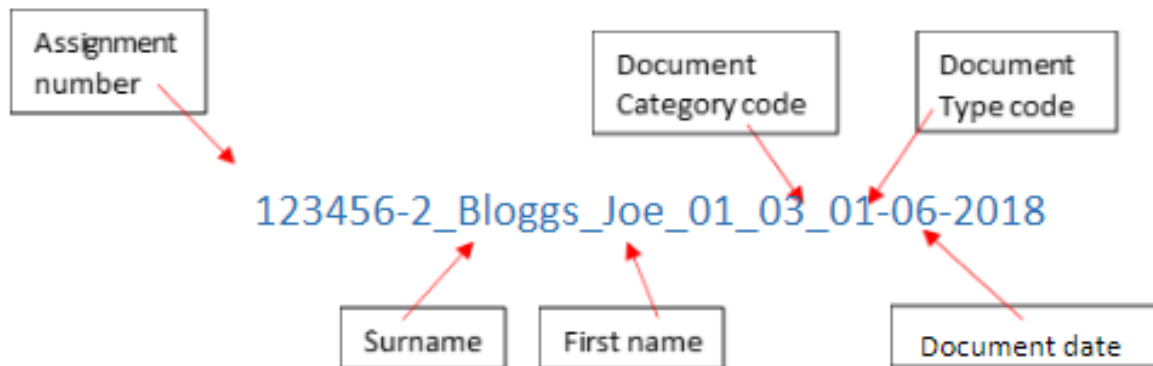 Assignment
number
Document
Category code
Document
Type code
123456-2_Bloggs_Joe_01_03_01-06-2018
Surname
First name
Document date